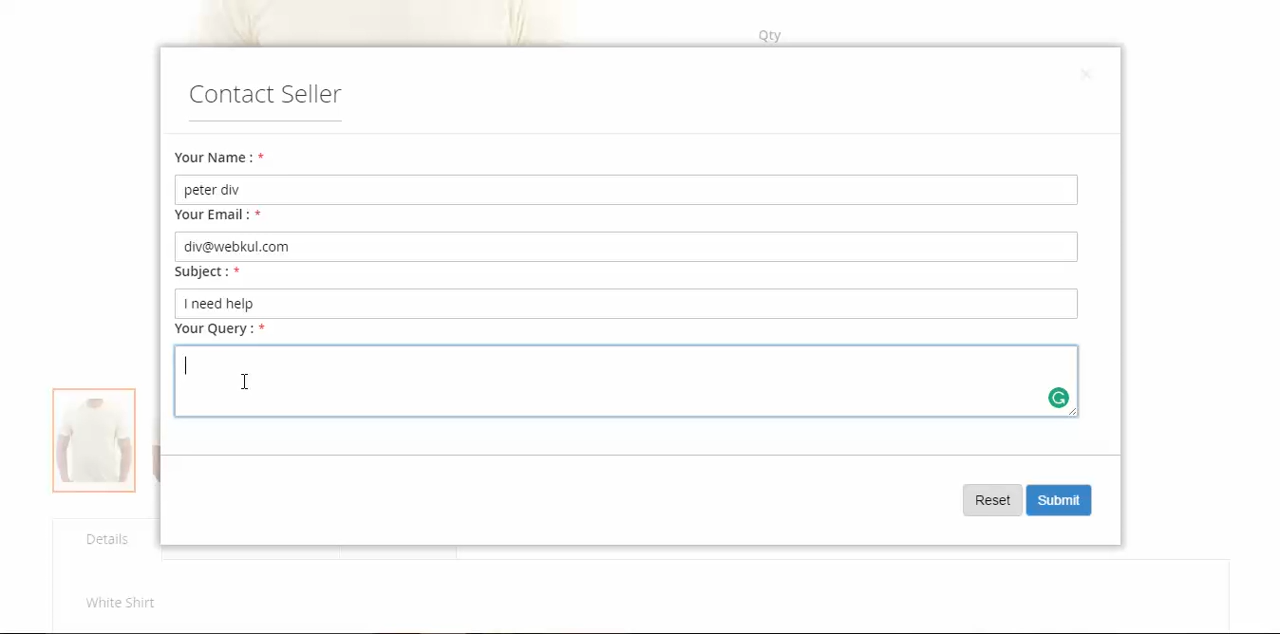 Qty
Contact Seller
×
Your Name : *
peter div
Your Email : *
div@webkul.com
Subject : *
I need help
Your Query : *
Reset
Submit
Details
White Shirt